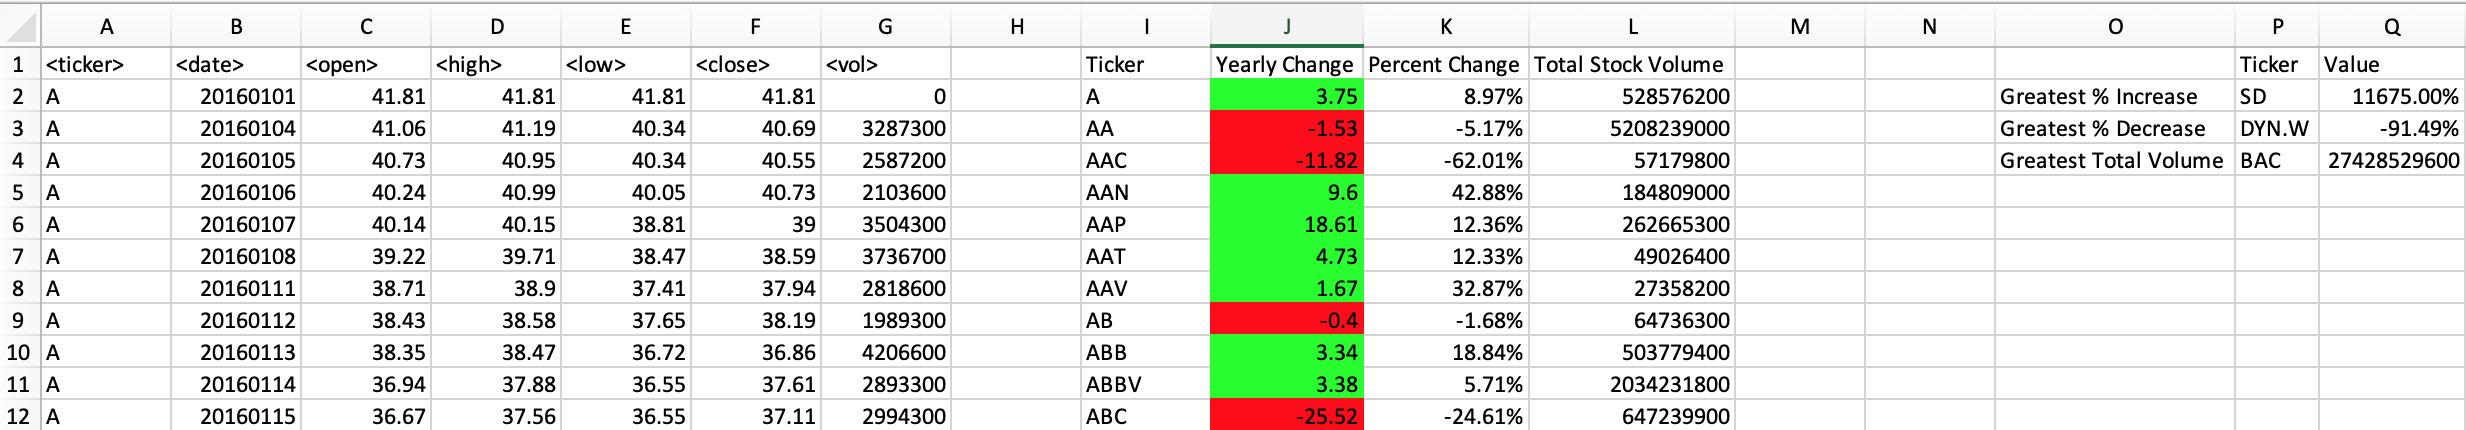 A B C D E F G H I J K L M N O P Q
1 <ticker> <date> <open> <high> <low> <close> <vol> Ticker Yearly Change Percent Change Total Stock Volume Ticker Value
2 A 20160101 41.81 41.81 41.81 41.81 0 A 3.75 8.97% 528576200 Greatest % Increase SD 11675.00%
3 A 20160104 41.06 41.19 40.34 40.69 3287300 AA -1.53 -5.17% 5208239000 Greatest % Decrease DYN.W -91.49%
4 A 20160105 40.73 40.95 40.34 40.55 2587200 AAC -11.82 -62.01% 57179800 Greatest Total Volume BAC 27428529600
5 A 20160106 40.24 40.99 40.05 40.73 2103600 AAN 9.6 42.88% 184809000
6 A 20160107 40.14 40.15 38.81 39 3504300 AAP 18.61 12.36% 262665300
7 A 20160108 39.22 39.71 38.47 38.59 3736700 AAT 4.73 12.33% 49026400
8 A 20160111 38.71 38.9 37.41 37.94 2818600 AAV 1.67 32.87% 27358200
9 A 20160112 38.43 38.58 37.65 38.19 1989300 AB -0.4 -1.68% 64736300
10 A 20160113 38.35 38.47 36.72 36.86 4206600 ABB 3.34 18.84% 503779400
11 A 20160114 36.94 37.88 36.55 37.61 2893300 ABBV 3.38 5.71% 2034231800
12 A 20160115 36.67 37.56 36.55 37.11 2994300 ABC -25.52 -24.61% 647239900